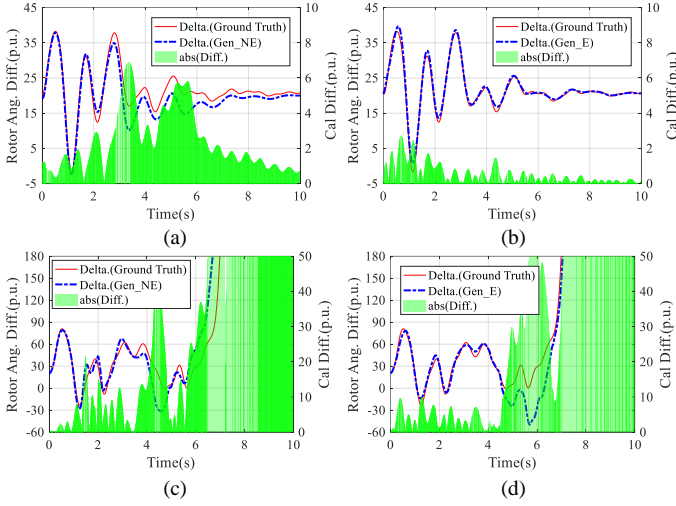 45
35
25
15
5
-5
Rotor Ang. Diff.(p.u.)
Delta.(Ground Truth)
Delta.(Gen_NE)
abs(Diff.)
10
8
6
4
2
0
Cal Diff.(p.u.)
0 2 4 6 8 10
Time(s)
(a)
45
35
25
15
5
-5
Rotor Ang. Diff.(p.u.)
Delta.(Ground Truth)
Delta.(Gen_E)
abs(Diff.)
10
8
6
4
2
0
Cal Diff.(p.u.)
0 2 4 6 8 10
Time(s)
(b)
180
150
120
90
60
30
0
-30
-60
Rotor Ang. Diff.(p.u.)
Delta.(Ground Truth)
Delta.(Gen_NE)
abs(Diff.)
50
40
30
20
10
0
Cal Diff.(p.u.)
0 2 4 6 8 10
Time(s)
(c)
180
150
120
90
60
30
0
-30
-60
Rotor Ang. Diff.(p.u.)
Delta.(Ground Truth)
Delta.(Gen_E)
abs(Diff.)
50
40
30
20
10
0
Cal Diff.(p.u.)
0 2 4 6 8 10
Time(s)
(d)